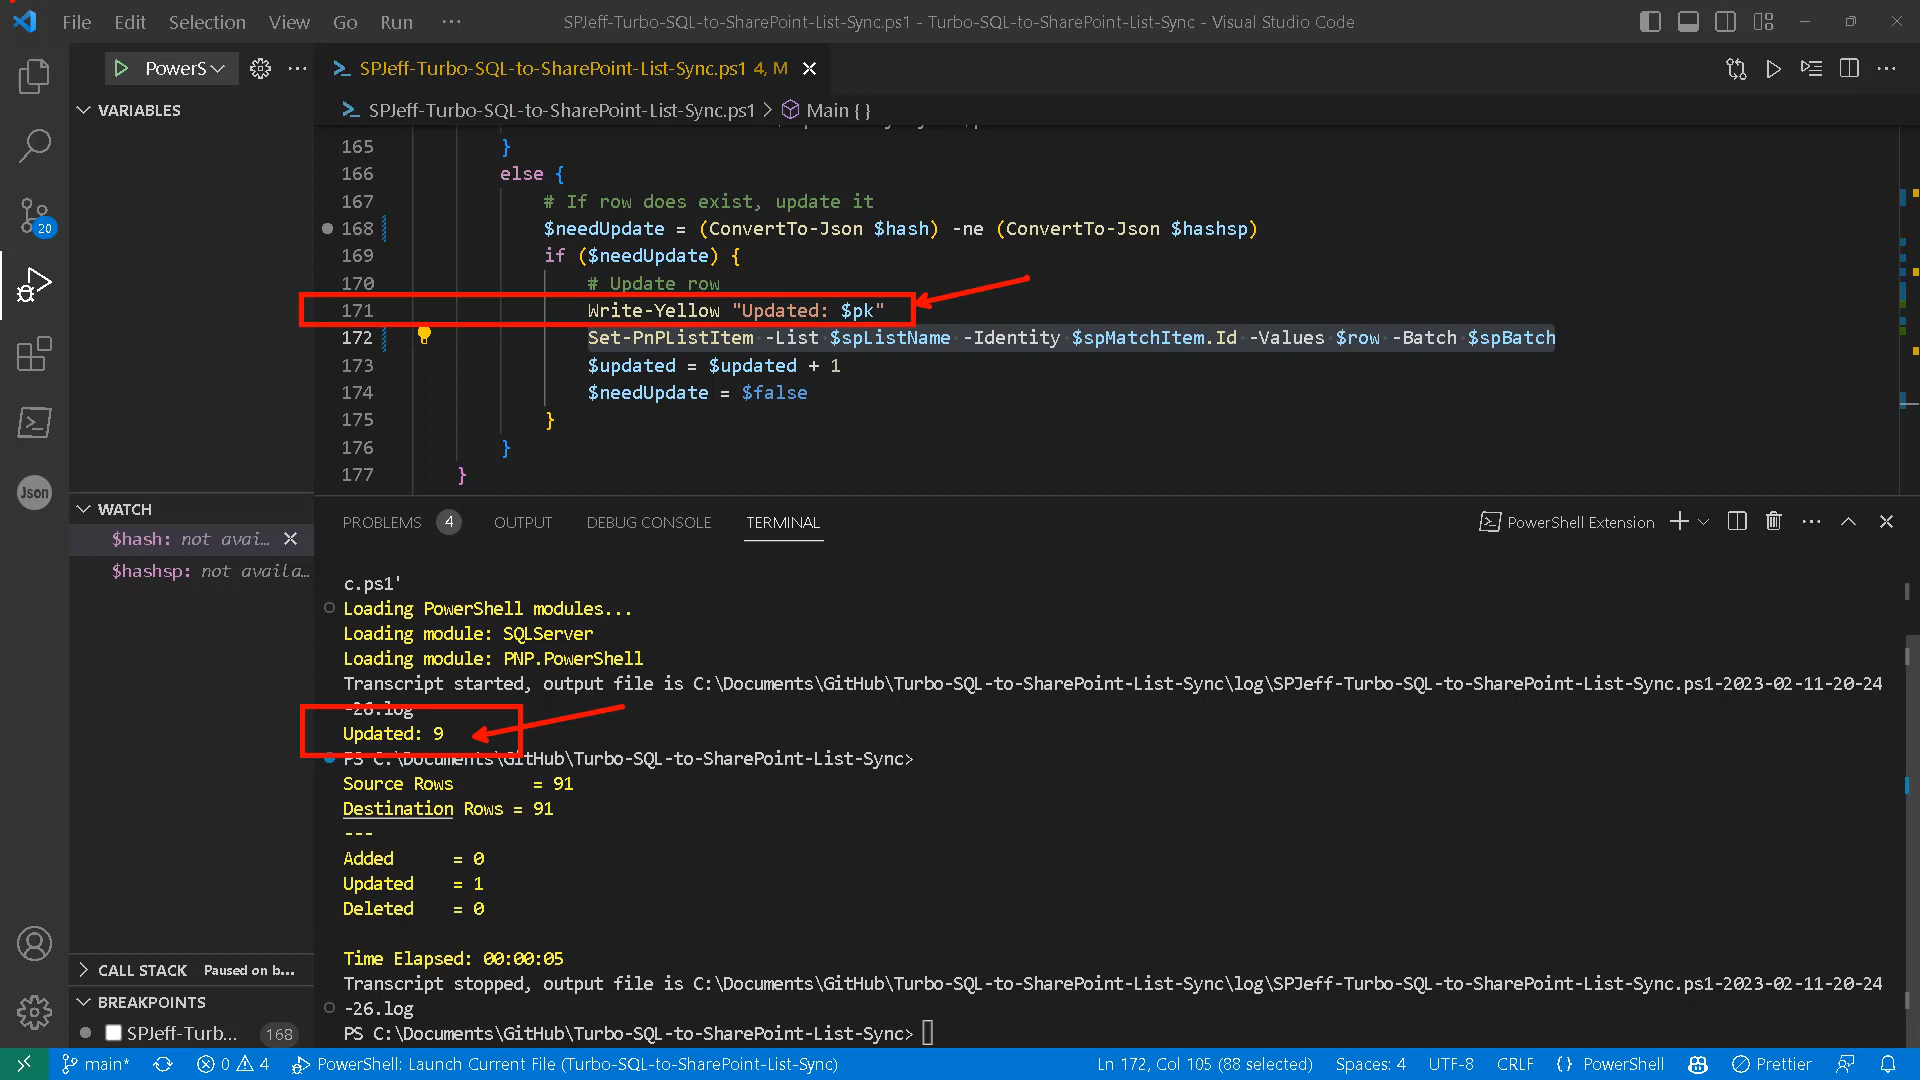 File Edit Selection View Go Run ··· SPJeff-Turbo-SQL-to-SharePoint-List-Sync.ps1 - Turbo-SQL-to-SharePoint-List-Sync - Visual Studio Code
PowerS
SPJeff-Turbo-SQL-to-SharePoint-List-Sync.ps1 4, M
VARIABLES
SPJeff-Turbo-SQL-to-SharePoint-List-Sync.ps1 > Main { }
165 }
166 else {
167 # If row does exist, update it
168 $needUpdate = (ConvertTo-Json $hash) -ne (ConvertTo-Json $hashsp)
169 if ($needUpdate) {
170 # Update row
171 Write-Yellow "Updated: $pk"
172 Set-PnPListItem -List $spListName -Identity $spMatchItem.Id -Values $row -Batch $spBatch
173 $updated = $updated + 1
174 $needUpdate = $false
175 }
176 }
177 }
20
Json
WATCH
$hash: not avai...
$hashsp: not availa...
PROBLEMS 4 OUTPUT DEBUG CONSOLE TERMINAL PowerShell Extension
c.ps1'
Loading PowerShell modules...
Loading module: SQLServer
Loading module: PNP.PowerShell
Transcript started, output file is C:\Documents\GitHub\Turbo-SQL-to-SharePoint-List-Sync\log\SPJeff-Turbo-SQL-to-SharePoint-List-Sync.ps1-2023-02-11-20-24
-26.log
Updated: 9
PS C:\Documents\GitHub\Turbo-SQL-to-SharePoint-List-Sync>
Source Rows = 91
Destination Rows = 91
---
Added = 0
Updated = 1
Deleted = 0
Time Elapsed: 00:00:05
Transcript stopped, output file is C:\Documents\GitHub\Turbo-SQL-to-SharePoint-List-Sync\log\SPJeff-Turbo-SQL-to-SharePoint-List-Sync.ps1-2023-02-11-20-24
-26.log
PS C:\Documents\GitHub\Turbo-SQL-to-SharePoint-List-Sync>
CALL STACK Paused on b...
BREAKPOINTS
SPJeff-Turb... 168
main* 0 4 PowerShell: Launch Current File (Turbo-SQL-to-SharePoint-List-Sync) Ln 172, Col 105 (88 selected) Spaces: 4 UTF-8 CRLF {} PowerShell Prettier